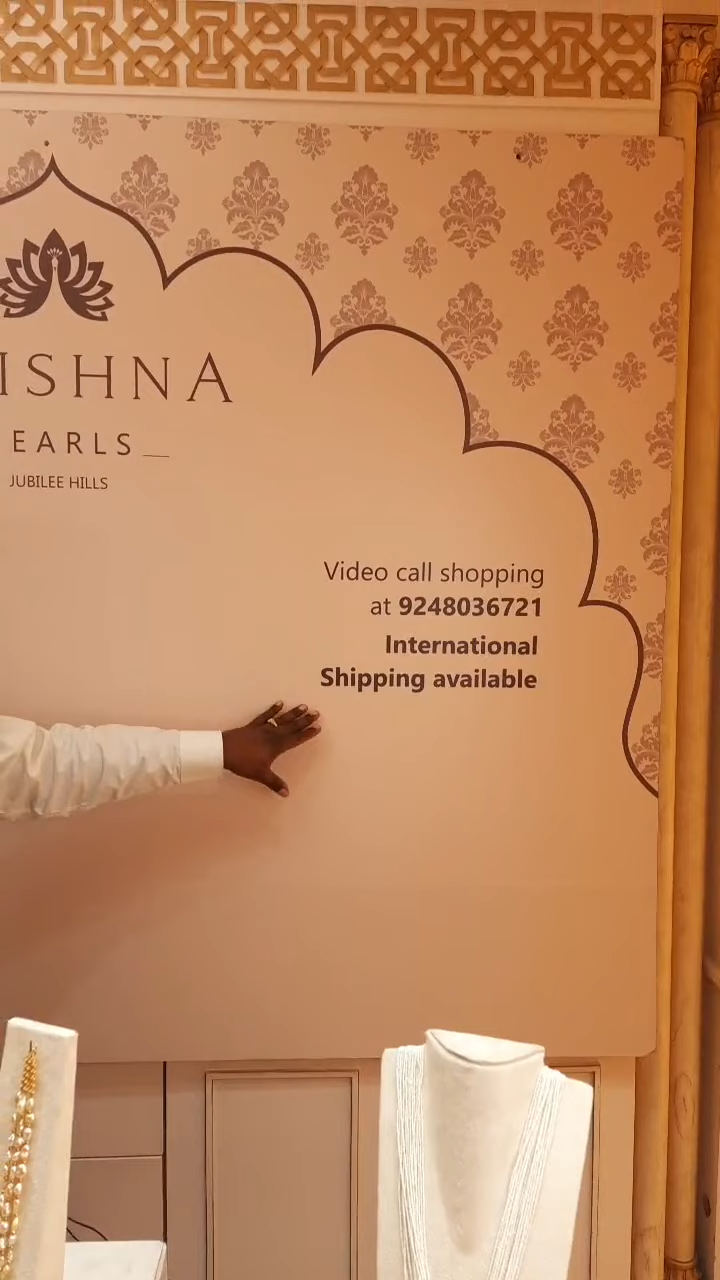 ISHNA
EARLS
JUBILEE HILLS
Video call shopping
at 9248036721
International
Shipping available